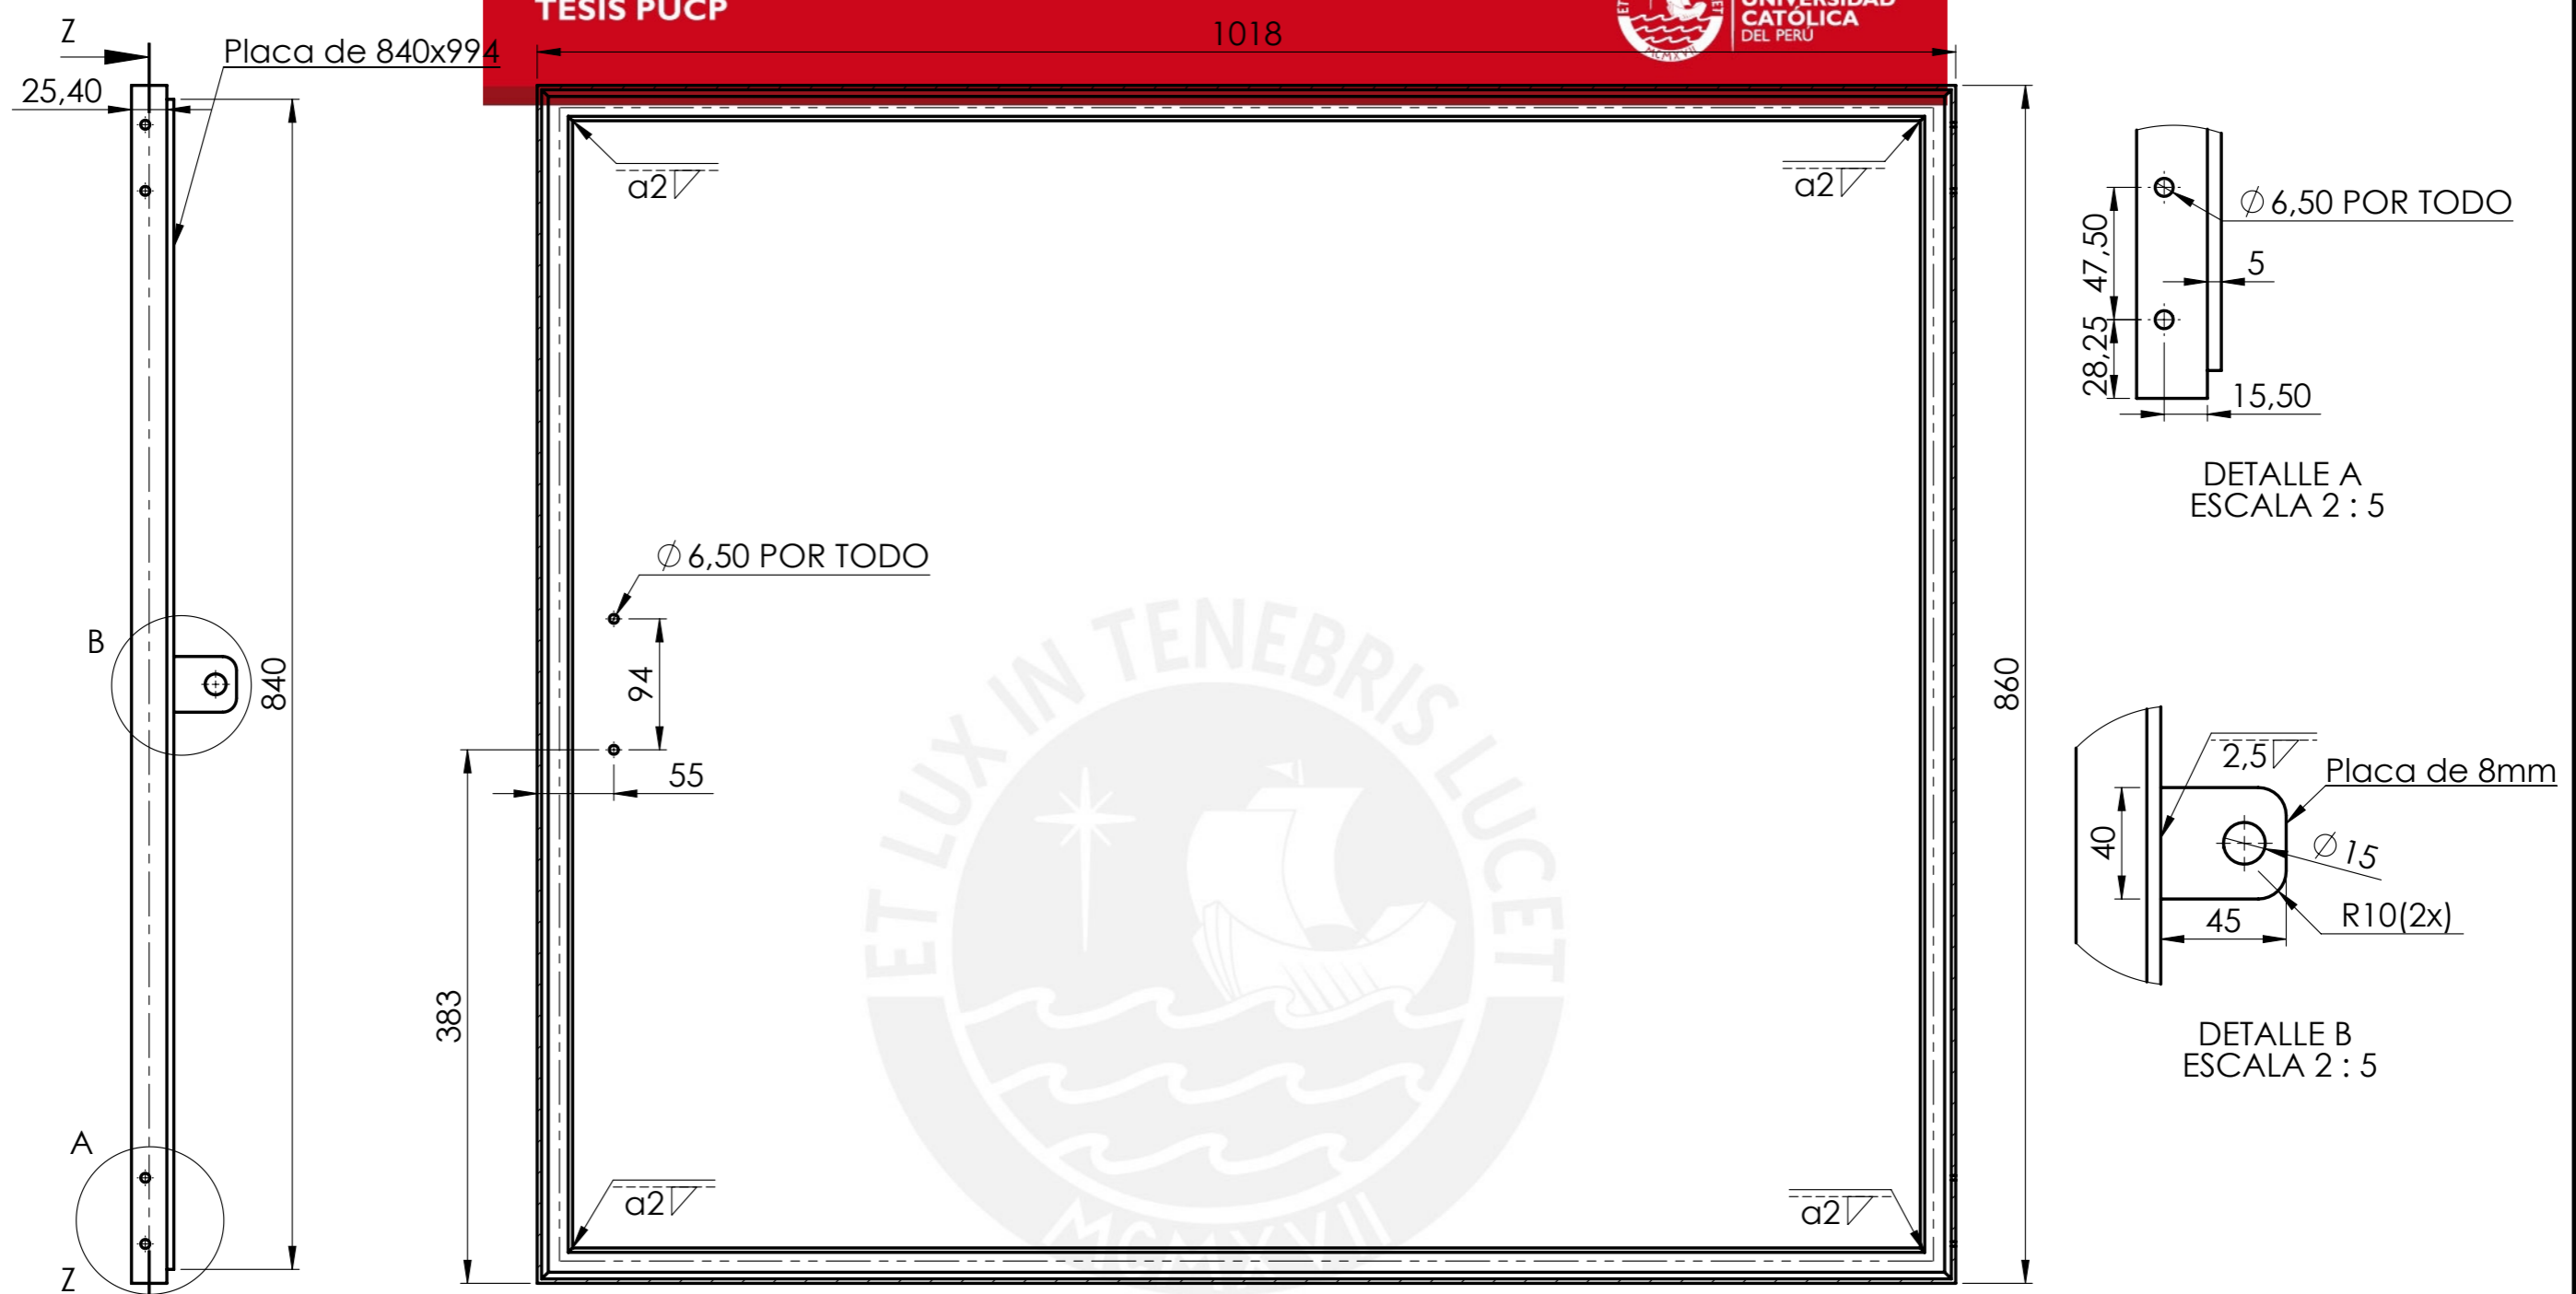 TESIS PUCP
UNIVERSIDAD
CATÓLICA
DEL PERÚ
MCMXVII
Z
Placa de 840x994
25,40
1018
a2
a2
Ø 6,50 POR TODO
47,50
5
28,25
15,50
DETALLE A
ESCALA 2 : 5
Ø 6,50 POR TODO
94
55
383
B
840
860
2,5
Placa de 8mm
40
Ø 15
45
R10(2x)
DETALLE B
ESCALA 2 : 5
A
Z
a2
a2
ET LUX IN TENEBRIS LUCET
MCMXVII